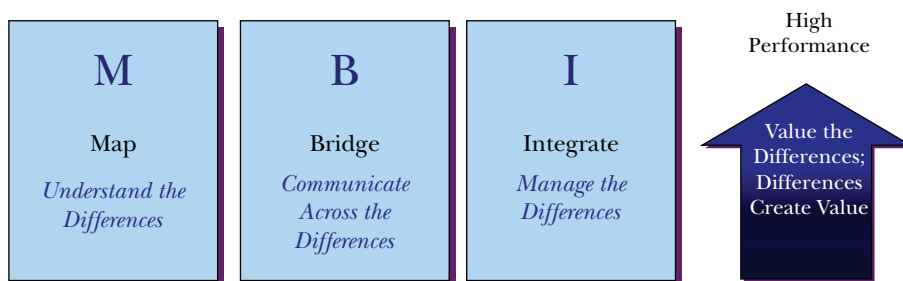 M
Map
Understand the
Differences
B
Bridge
Communicate
Across the
Differences
I
Integrate
Manage the
Differences
High
Performance
Value the
Differences;
Differences
Create Value